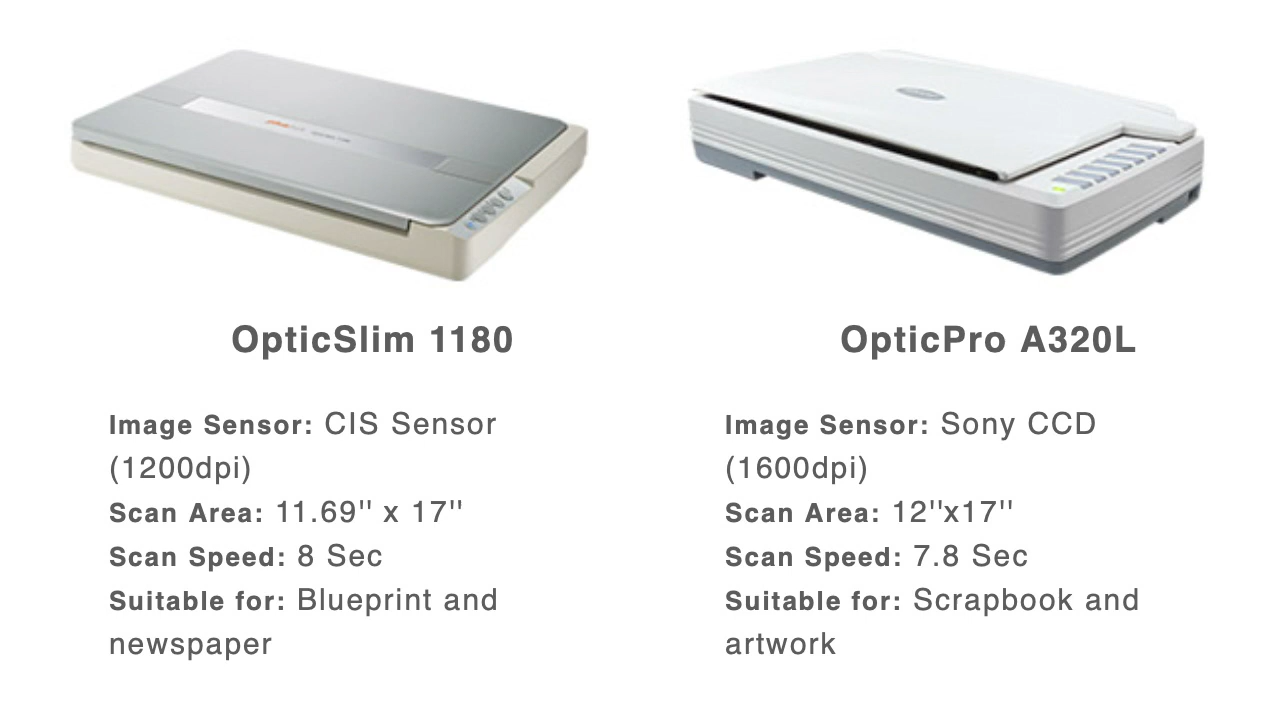 OpticSlim 1180
Image Sensor: CIS Sensor
(1200dpi)
Scan Area: 11.69'' x 17''
Scan Speed: 8 Sec
Suitable for: Blueprint and
newspaper
OpticPro A320L
Image Sensor: Sony CCD
(1600dpi)
Scan Area: 12''x17''
Scan Speed: 7.8 Sec
Suitable for: Scrapbook and
artwork